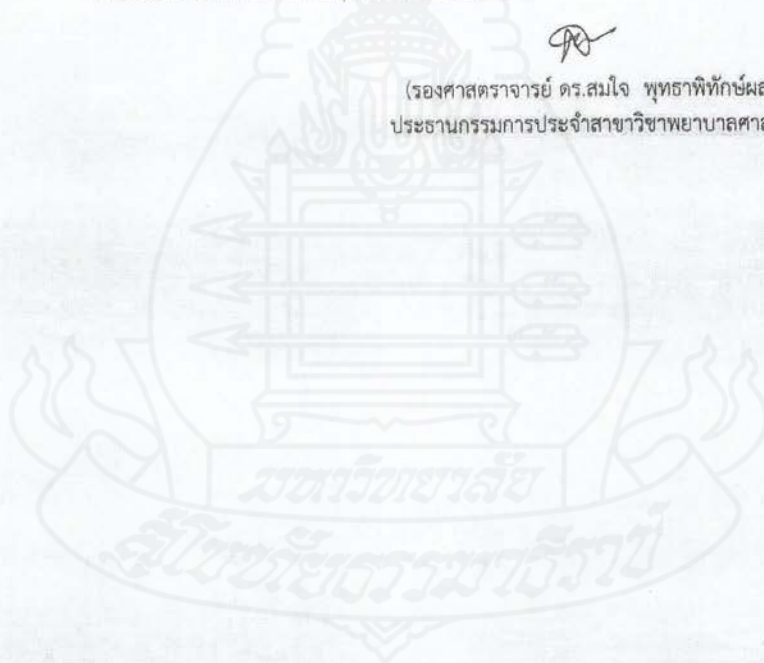 (รองศาสตราจารย์ ดร.สมใจ พุทธาพิทักษ์ผล
ประธานกรรมการประจำสาขาวิชาพยาบาลศา
มหาวิทยาลัย
สุโขทัยธรรมาธิราช